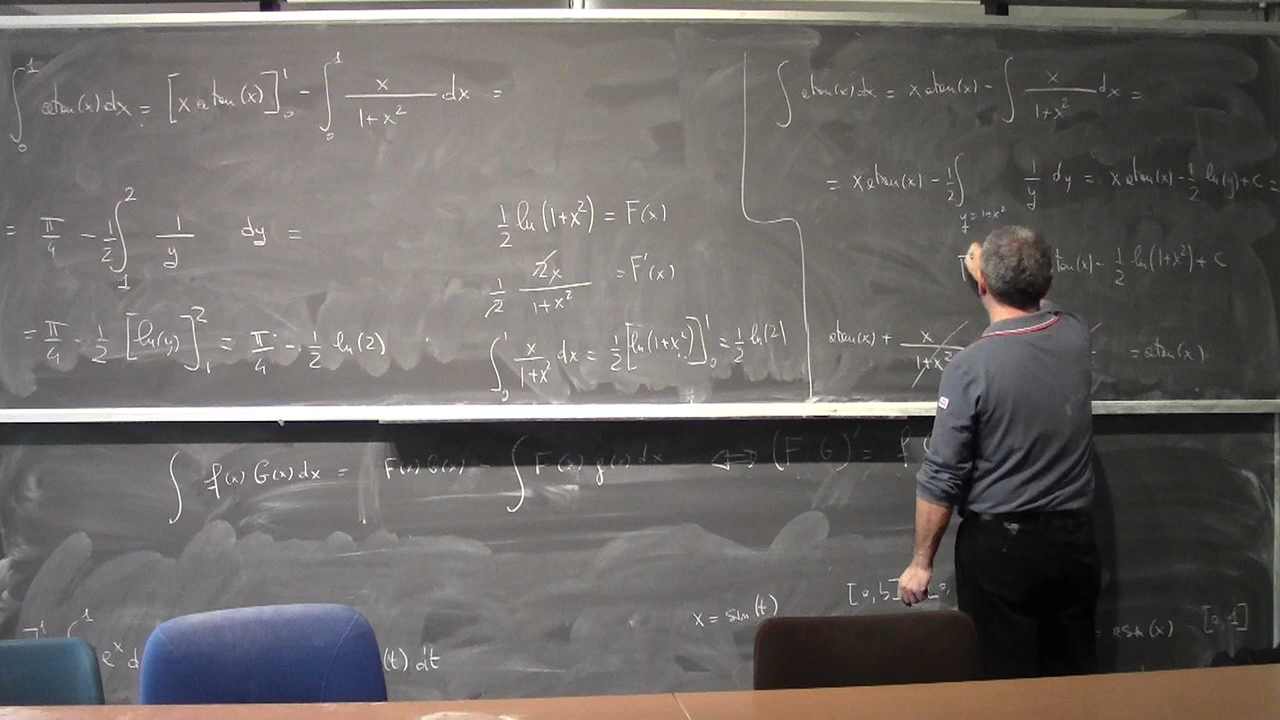 ∫₀¹ atan(x) dx = [x atan(x)]₀¹ - ∫₀¹ x/(1+x²) dx =
= π/4 - 1/2 ∫₁² 1/y dy =
= π/4 - 1/2 [ln(y)]₁² = π/4 - 1/2 ln(2)
1/2 ln(1+x²) = F(x)
1/2 2x/(1+x²) = F'(x)
∫₀¹ x/(1+x²) dx = 1/2 [ln(1+x²)]₀¹ = 1/2 ln(2)
∫ atan(x) dx = x atan(x) - ∫ x/(1+x²) dx =
= x atan(x) - 1/2 ∫ 1/y dy = x atan(x) - 1/2 ln(y) + C =
y = 1+x²
tan(x) - 1/2 ln(1+x²) + C
atan(x) + x/(1+x²) = atan(x).
∫ f(x) G(x) dx = F(x) G(x) - ∫ F(x) g(x) dx ⟺ (F·G)' = f
x = sin(t) [0,b]
= asin(x) [0,1]
eˣ d (t) dt